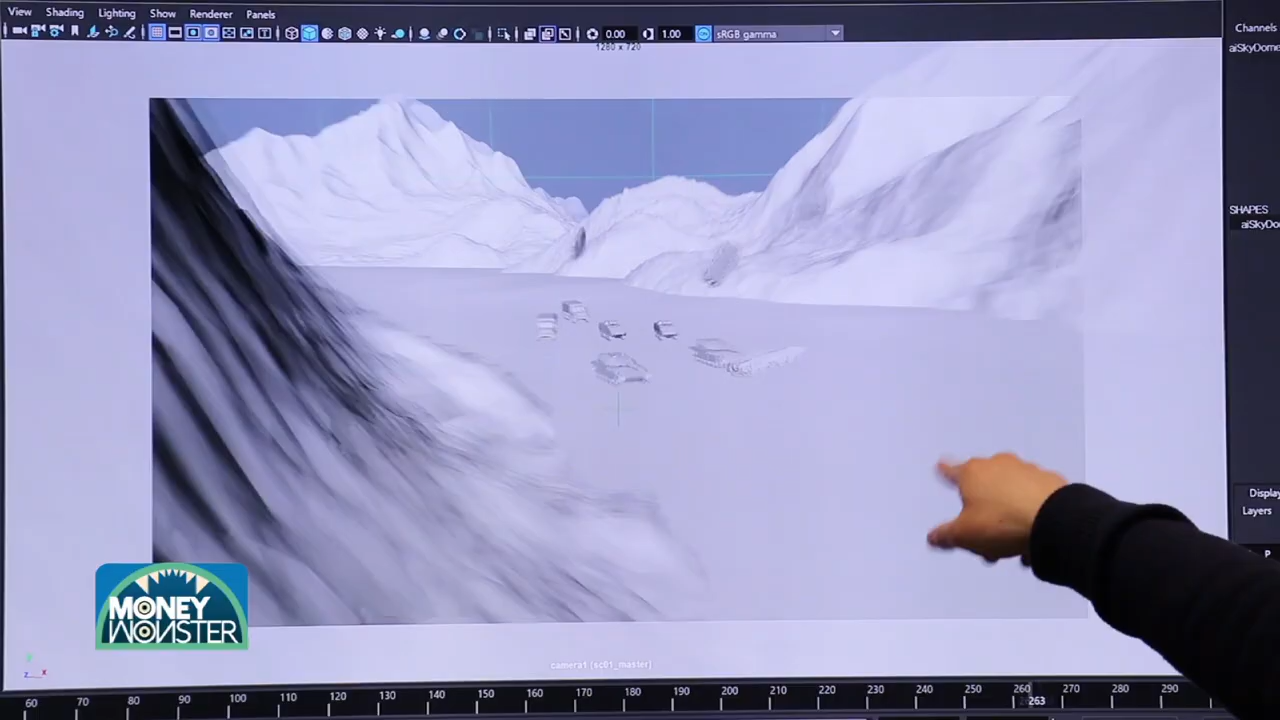 View Shading Lighting Show Renderer Panels
0.00 1.00 sRGB gamma
1280 x 720
Channels
aiSkyDome
SHAPES
aiSkyDo
Display
Layers
P
MONEY
MONSTER
camera1 (sc01_master)
y
z x
60 70 80 90 100 110 120 130 140 150 160 170 180 190 200 210 220 230 240 250 260 270 280 290
263